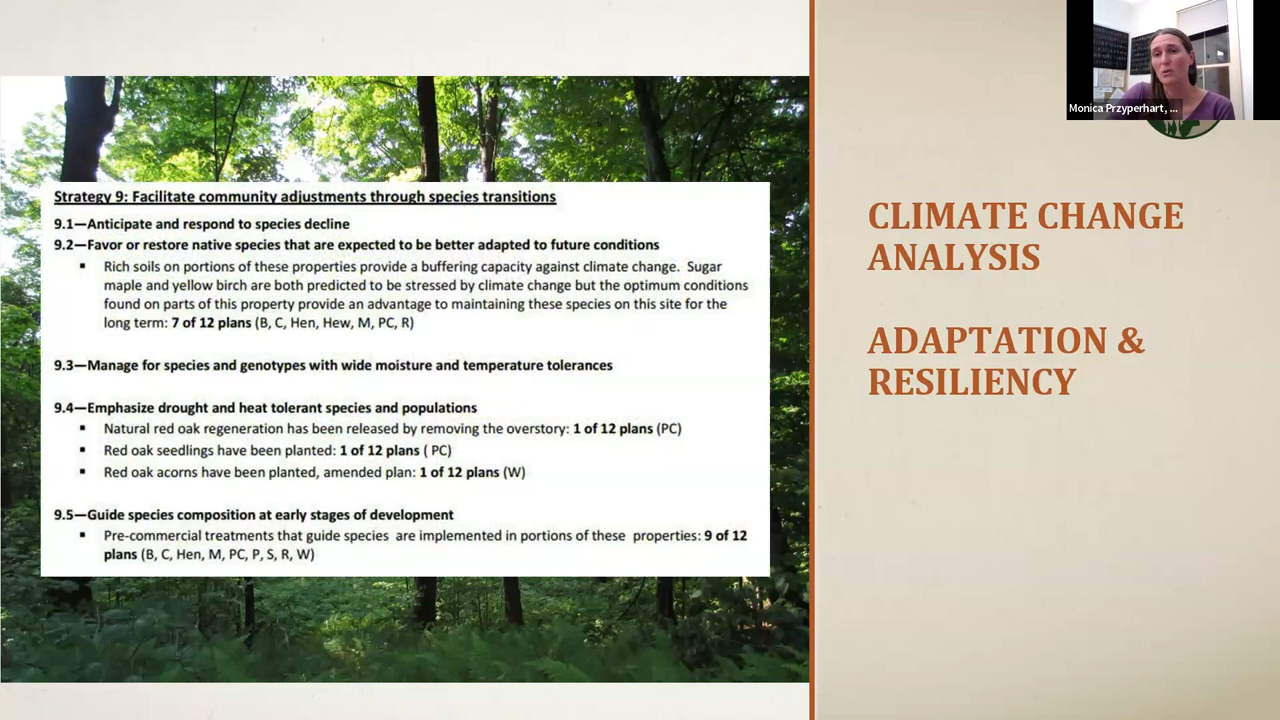 Strategy 9: Facilitate community adjustments through species transitions
9.1—Anticipate and respond to species decline
9.2—Favor or restore native species that are expected to be better adapted to future conditions
▪ Rich soils on portions of these properties provide a buffering capacity against climate change. Sugar
maple and yellow birch are both predicted to be stressed by climate change but the optimum conditions
found on parts of this property provide an advantage to maintaining these species on this site for the
long term: 7 of 12 plans (B, C, Hen, Hew, M, PC, R)
9.3—Manage for species and genotypes with wide moisture and temperature tolerances
9.4—Emphasize drought and heat tolerant species and populations
▪ Natural red oak regeneration has been released by removing the overstory: 1 of 12 plans (PC)
▪ Red oak seedlings have been planted: 1 of 12 plans ( PC)
▪ Red oak acorns have been planted, amended plan: 1 of 12 plans (W)
9.5—Guide species composition at early stages of development
▪ Pre-commercial treatments that guide species are implemented in portions of these properties: 9 of 12
plans (B, C, Hen, M, PC, P, S, R, W)
CLIMATE CHANGE
ANALYSIS
ADAPTATION &
RESILIENCY
Monica Przyperhart, ...